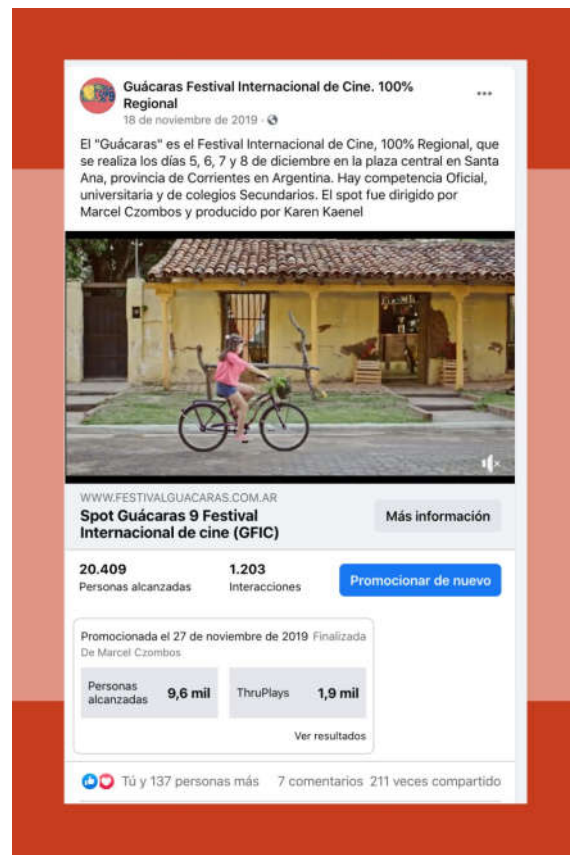 Guácaras Festival Internacional de Cine. 100%
Regional
18 de noviembre de 2019 ·
El "Guácaras" es el Festival Internacional de Cine, 100% Regional, que
se realiza los días 5, 6, 7 y 8 de diciembre en la plaza central en Santa
Ana, provincia de Corrientes en Argentina. Hay competencia Oficial,
universitaria y de colegios Secundarios. El spot fue dirigido por
Marcel Czombos y producido por Karen Kaenel
WWW.FESTIVALGUACARAS.COM.AR
Spot Guácaras 9 Festival
Internacional de cine (GFIC)
Más información
20.409
Personas alcanzadas
1.203
Interacciones
Promocionar de nuevo
Promocionada el 27 de noviembre de 2019 Finalizada
De Marcel Czombos
Personas
alcanzadas
9,6 mil
ThruPlays
1,9 mil
Ver resultados
Tú y 137 personas más 7 comentarios 211 veces compartido